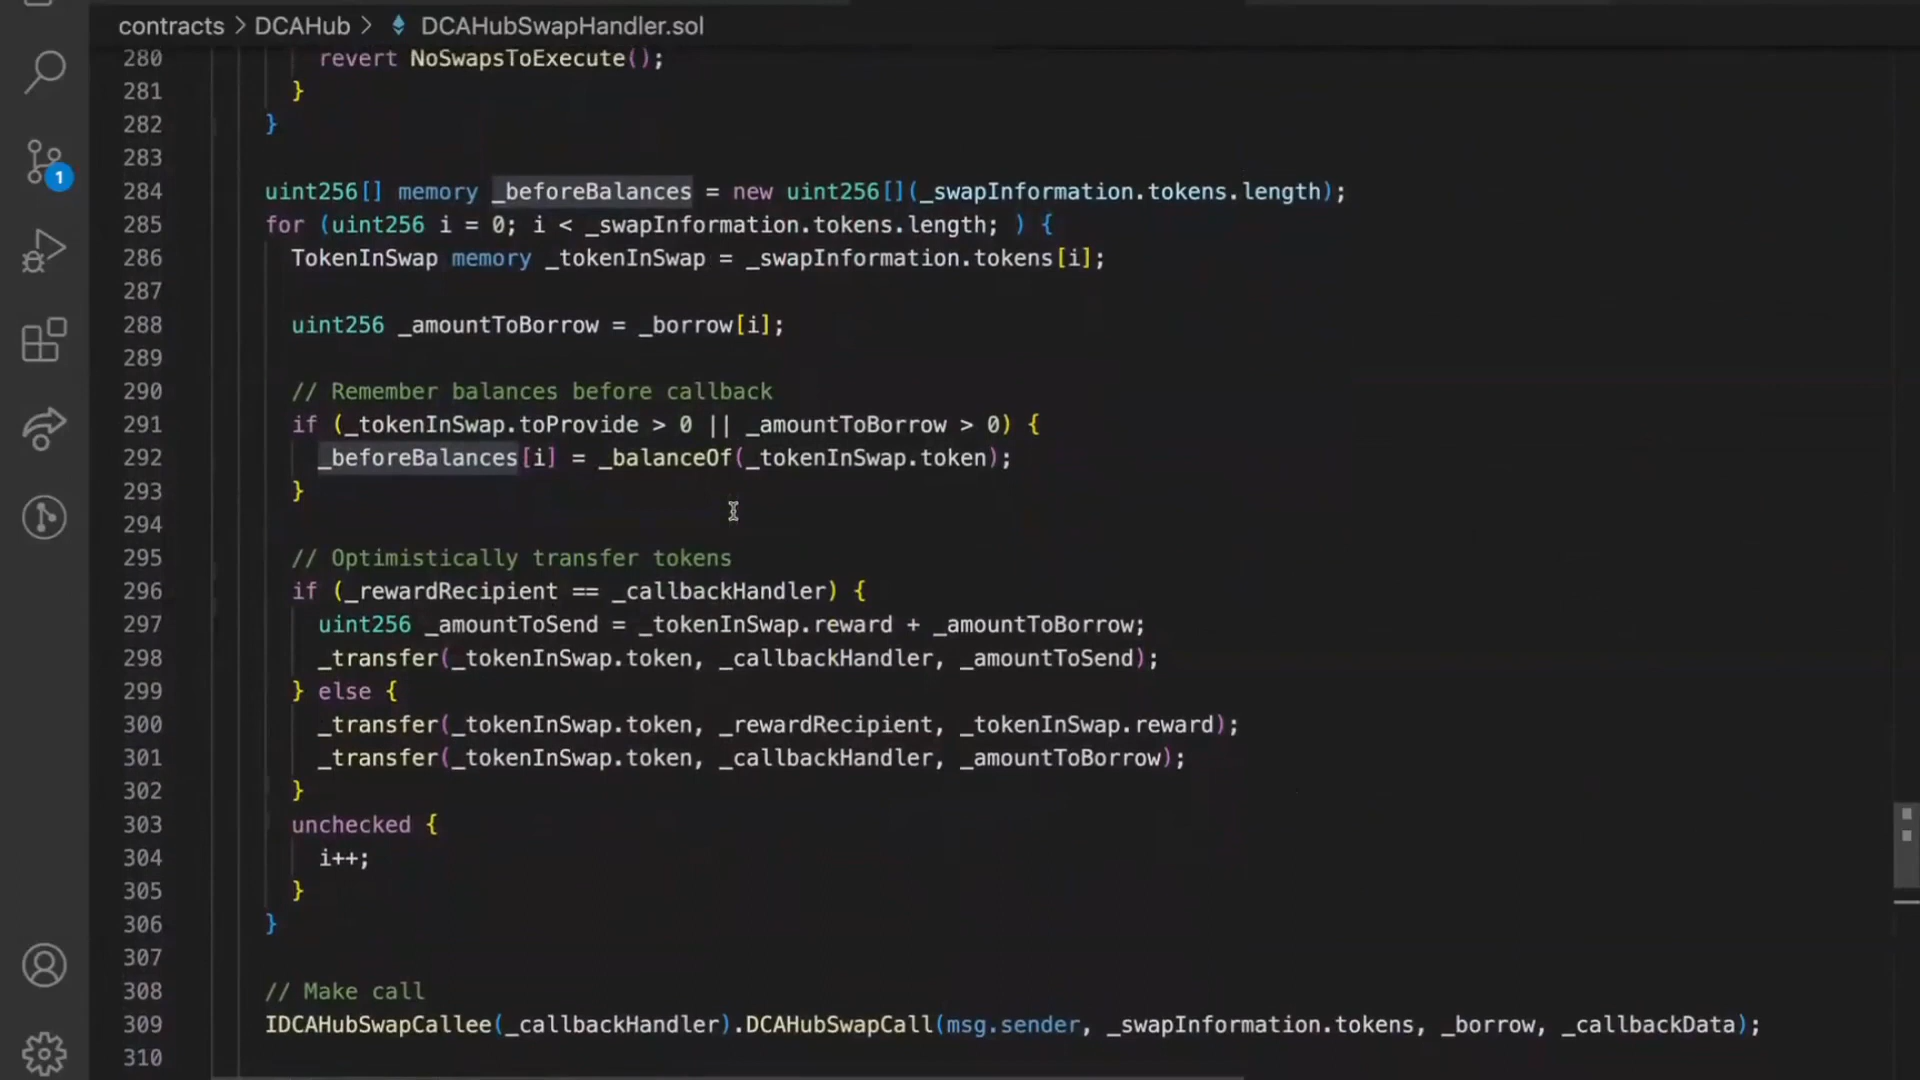 contracts > DCAHub > DCAHubSwapHandler.sol
280 revert NoSwapsToExecute();
281 }
282 }
283
284 uint256[] memory _beforeBalances = new uint256[](_swapInformation.tokens.length);
285 for (uint256 i = 0; i < _swapInformation.tokens.length; ) {
286 TokenInSwap memory _tokenInSwap = _swapInformation.tokens[i];
287
288 uint256 _amountToBorrow = _borrow[i];
289
290 // Remember balances before callback
291 if (_tokenInSwap.toProvide > 0 || _amountToBorrow > 0) {
292 _beforeBalances[i] = _balanceOf(_tokenInSwap.token);
293 }
294
295 // Optimistically transfer tokens
296 if (_rewardRecipient == _callbackHandler) {
297 uint256 _amountToSend = _tokenInSwap.reward + _amountToBorrow;
298 _transfer(_tokenInSwap.token, _callbackHandler, _amountToSend);
299 } else {
300 _transfer(_tokenInSwap.token, _rewardRecipient, _tokenInSwap.reward);
301 _transfer(_tokenInSwap.token, _callbackHandler, _amountToBorrow);
302 }
303 unchecked {
304 i++;
305 }
306 }
307
308 // Make call
309 IDCAHubSwapCallee(_callbackHandler).DCAHubSwapCall(msg.sender, _swapInformation.tokens, _borrow, _callbackData);
310
1